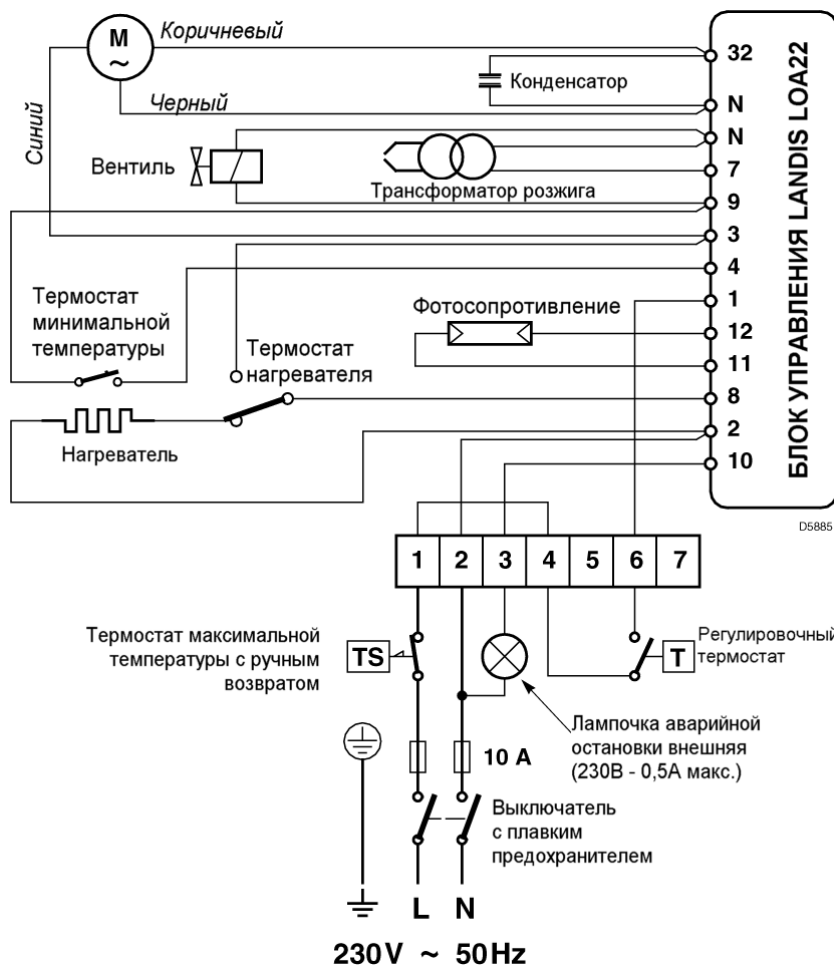 М
~
Коричневый
Черный
Синий
Конденсатор
Вентиль
Трансформатор розжига
32
N
N
7
9
3
4
1
12
11
8
2
10
БЛОК УПРАВЛЕНИЯ LANDIS LOA22
Термостат
минимальной
температуры
Термостат
нагревателя
Фотосопротивление
Нагреватель
D5885
1 2 3 4 5 6 7
Термостат максимальной
температуры с ручным
возвратом
TS
Регулировочный
термостат
T
Лампочка аварийной
остановки внешняя
(230В - 0,5А макс.)
10 А
Выключатель
с плавким
предохранителем
L N
230V ~ 50Hz